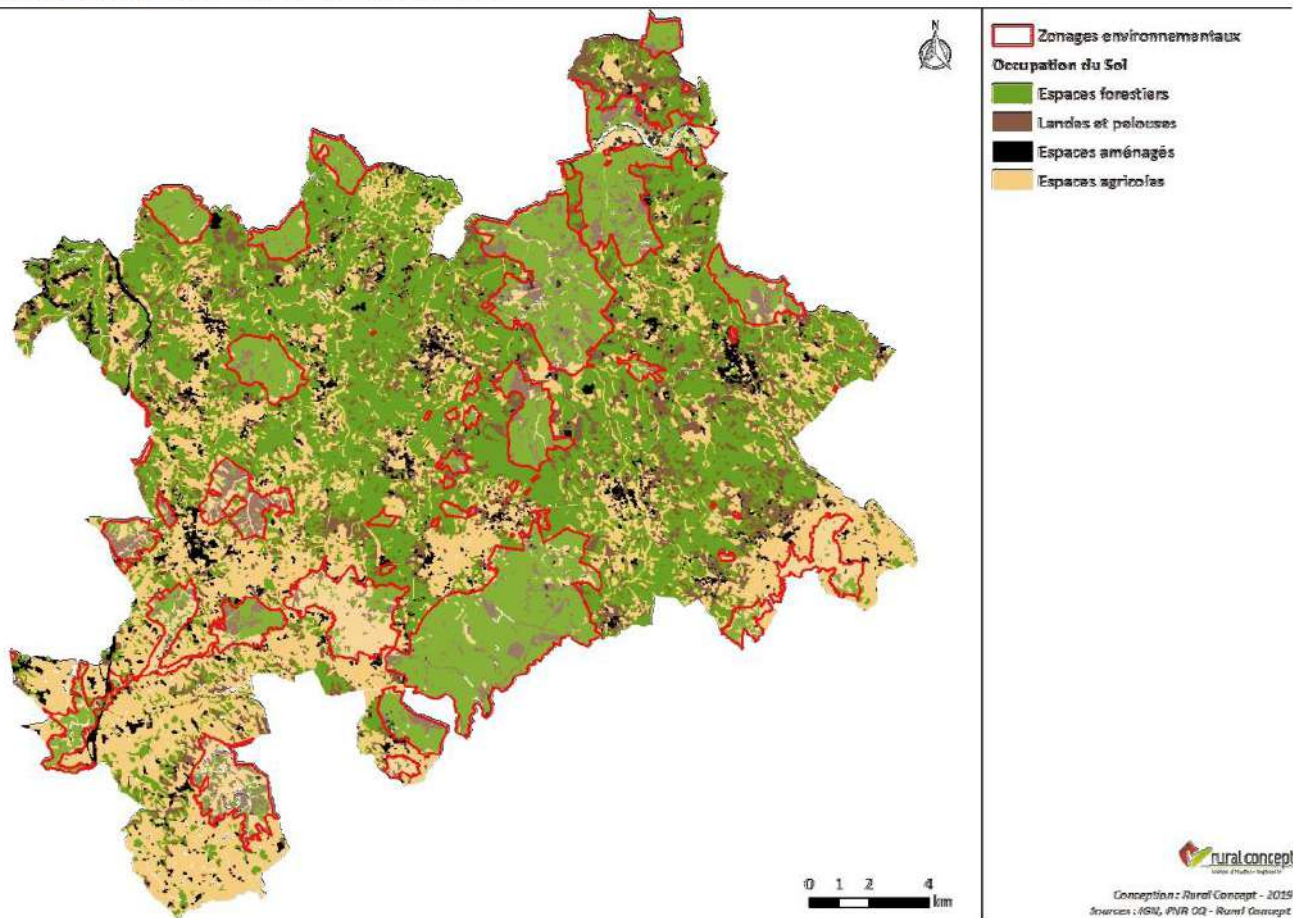 N
Zonages environnementaux
Occupation du Sol
Espaces forestiers
Landes et pelouses
Espaces aménagés
Espaces agricoles
0 1 2 4
km
rural concept
Conception : Rural Concept - 2019
Sources : IGN, PNR CQ - Rural Concept